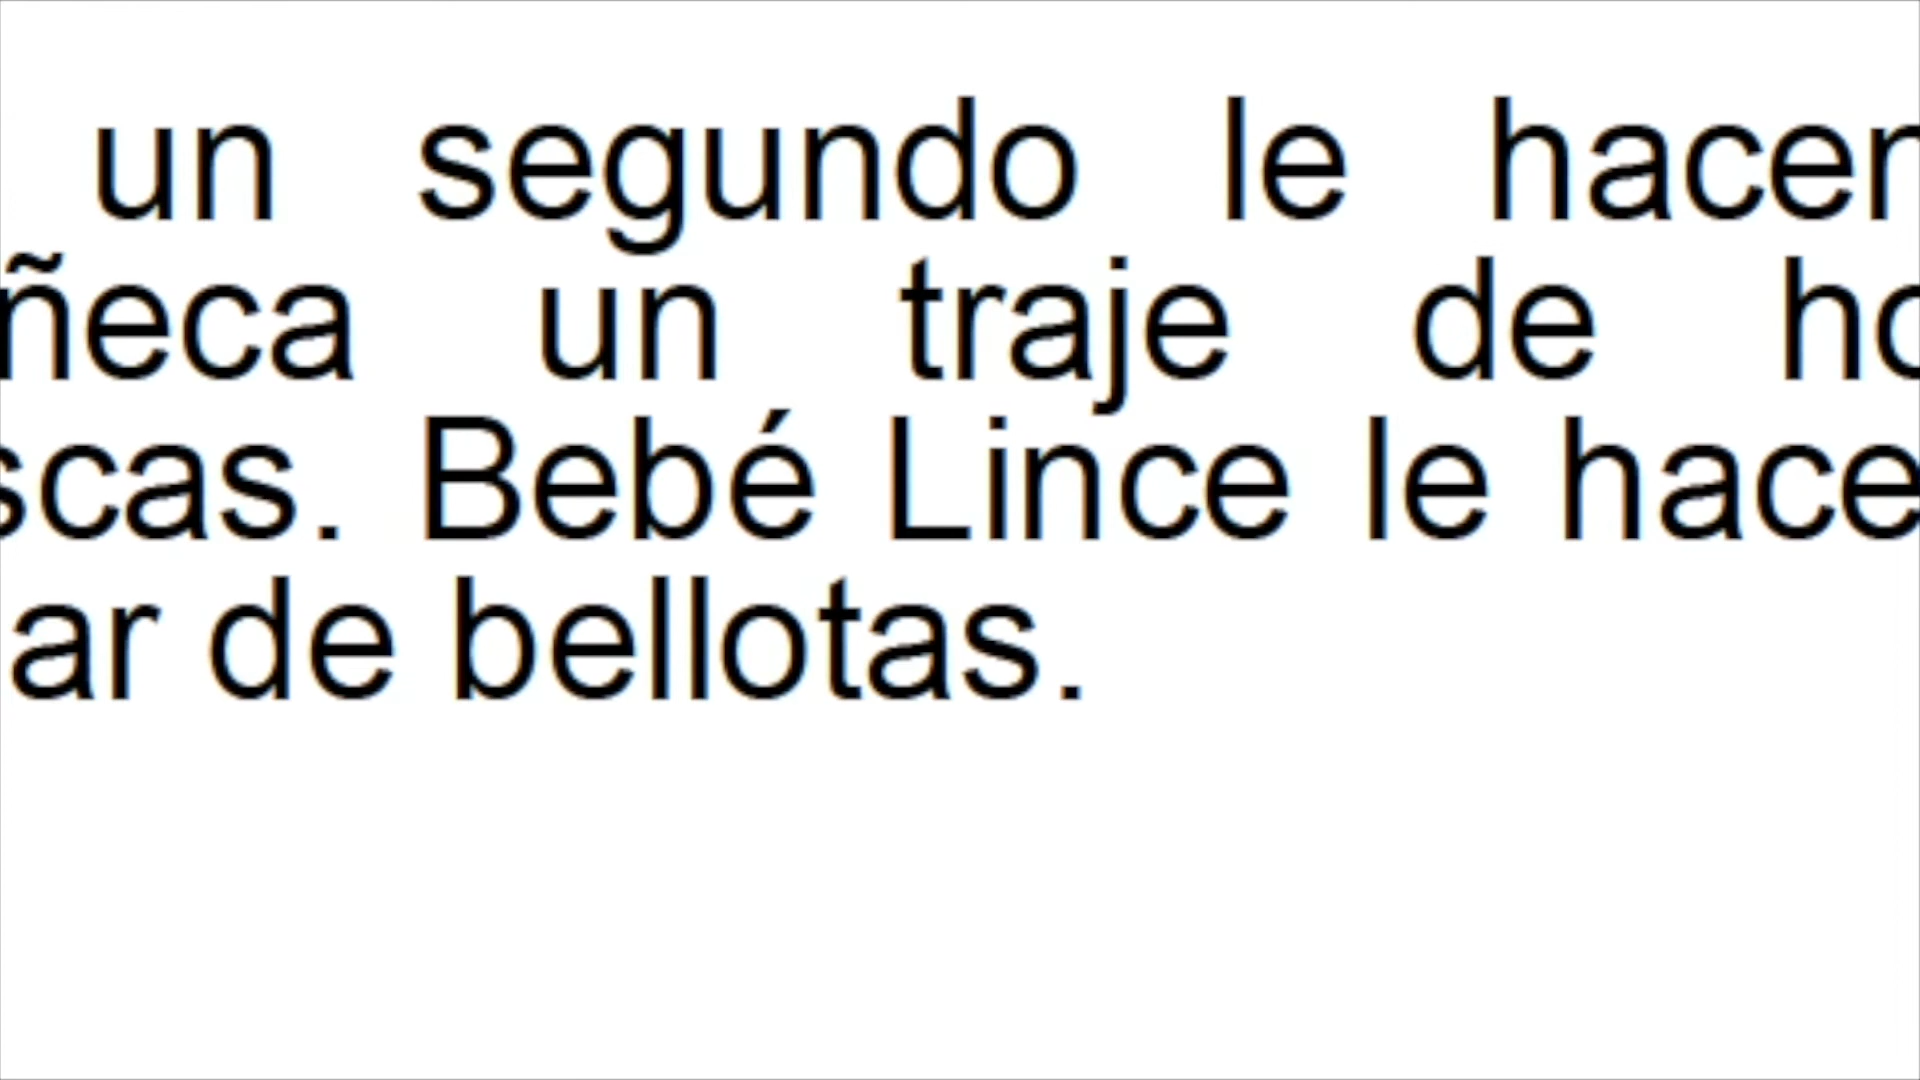 un segundo le hacen
ñeca un traje de ho
scas. Bebé Lince le hace
ar de bellotas.